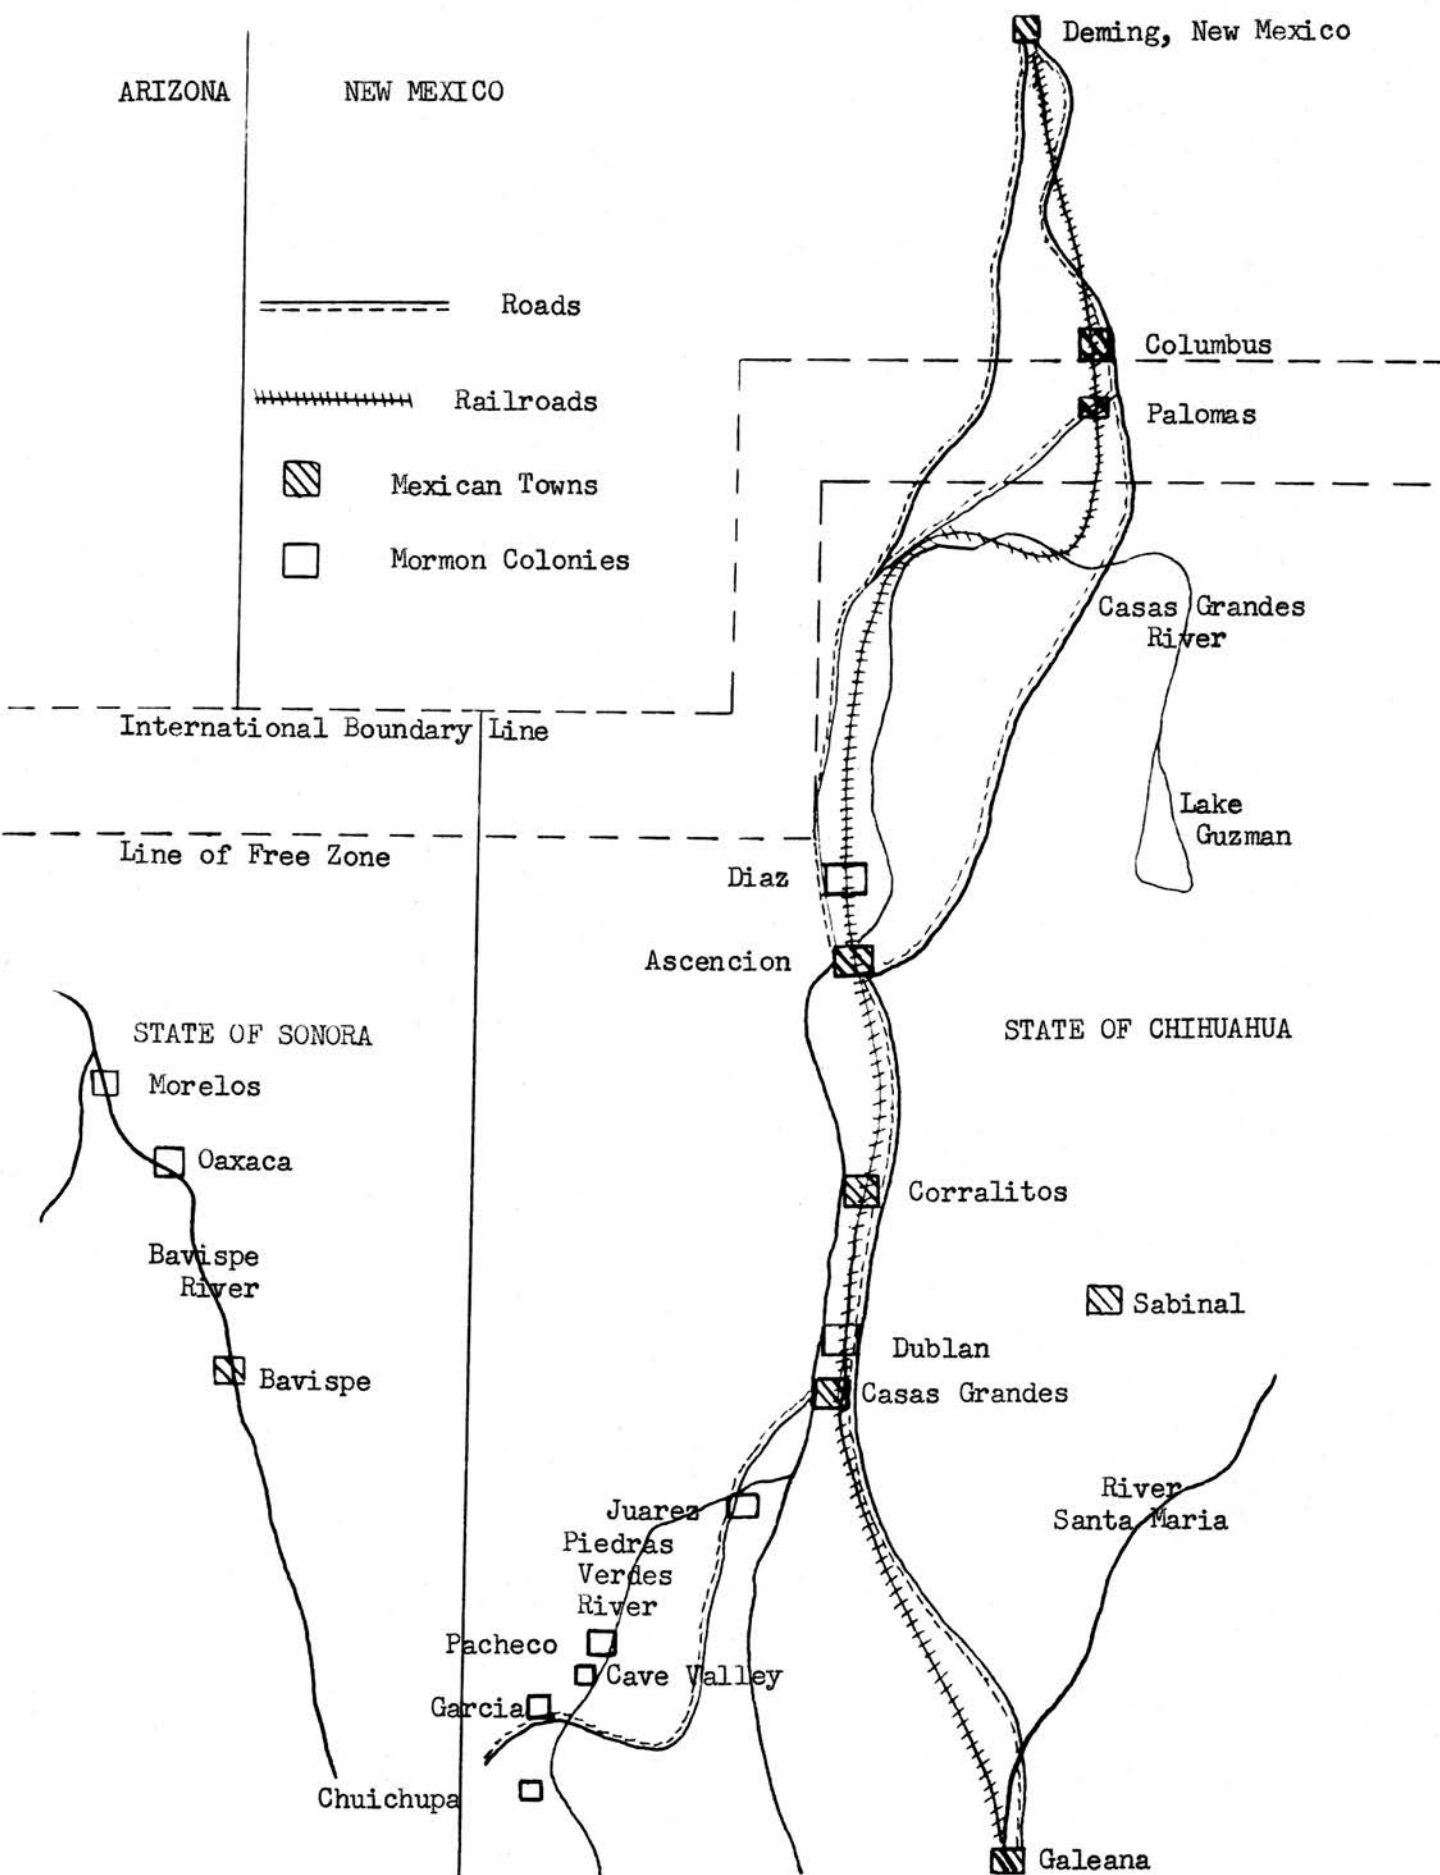 Deming, New Mexico
ARIZONA
NEW MEXICO
Roads
Railroads
Mexican Towns
Mormon Colonies
Columbus
Palomas
Casas Grandes
River
International Boundary Line
Line of Free Zone
Lake
Guzman
Diaz
Ascencion
STATE OF SONORA
STATE OF CHIHUAHUA
Morelos
Oaxaca
Corralitos
Bavispe
River
Sabinal
Dublan
Bavispe
Casas Grandes
River
Santa Maria
Juarez
Piedras
Verdes
River
Pacheco
Cave Valley
Garcia
Chuichupa
Galeana